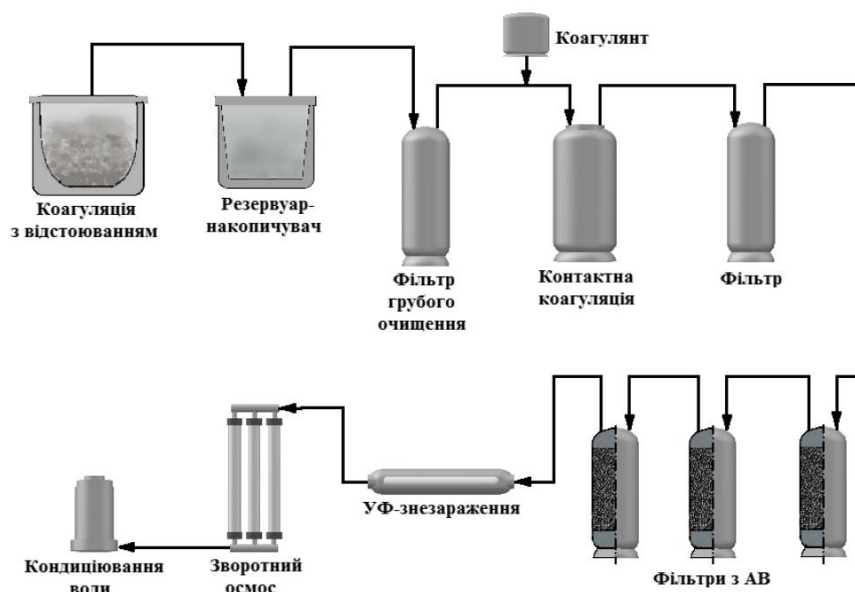 Коагулянт
Коагуляція
з відстоюванням
Резервуар-
накопичувач
Фільтр
грубого
очищення
Контактна
коагуляція
Фільтр
Кондиціювання
води
Зворотний
осмос
УФ-знезараження
Фільтри з АВ